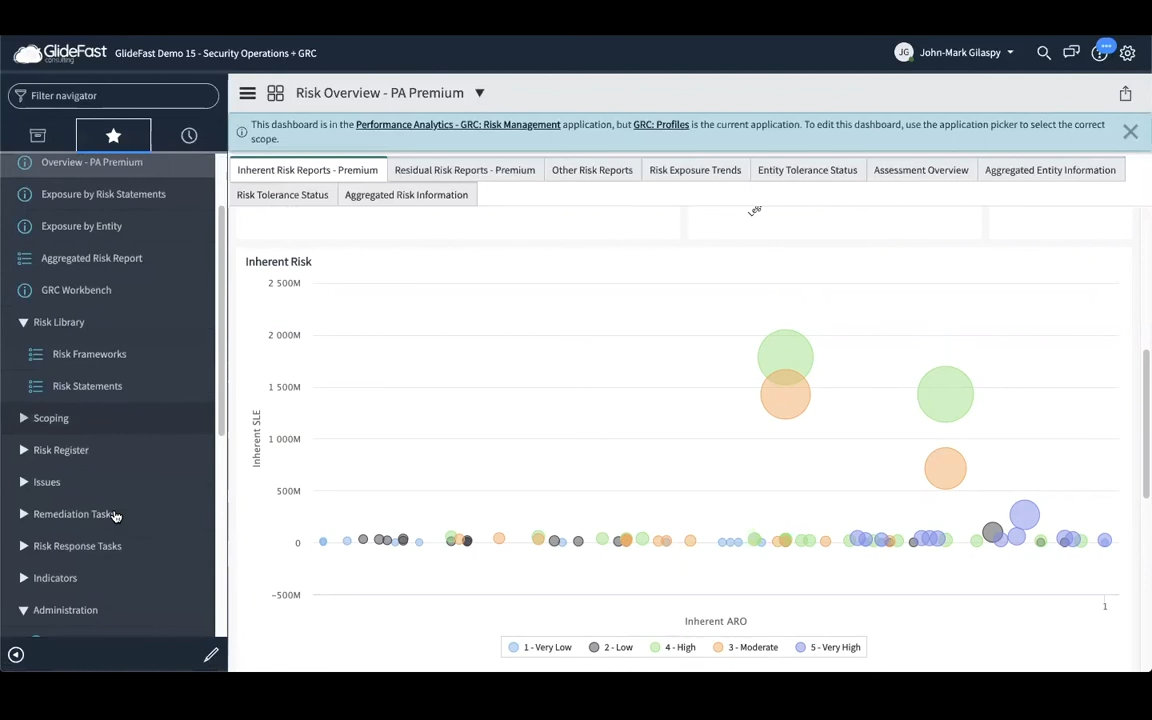 GlideFast
consulting
GlideFast Demo 15 - Security Operations + GRC
JG
John-Mark Gilaspy
Filter navigator
Overview - PA Premium
Exposure by Risk Statements
Exposure by Entity
Aggregated Risk Report
GRC Workbench
Risk Library
Risk Frameworks
Risk Statements
Scoping
Risk Register
Issues
Remediation Tasks
Risk Response Tasks
Indicators
Administration
Risk Overview - PA Premium
This dashboard is in the Performance Analytics - GRC: Risk Management application, but GRC: Profiles is the current application. To edit this dashboard, use the application picker to select the correct
scope.
Inherent Risk Reports - Premium
Residual Risk Reports - Premium
Other Risk Reports
Risk Exposure Trends
Entity Tolerance Status
Assessment Overview
Aggregated Entity Information
Risk Tolerance Status
Aggregated Risk Information
Inherent Risk
2 500M
2 000M
1 500M
1 000M
500M
0
-500M
Inherent SLE
1
Inherent ARO
1 - Very Low
2 - Low
4 - High
3 - Moderate
5 - Very High